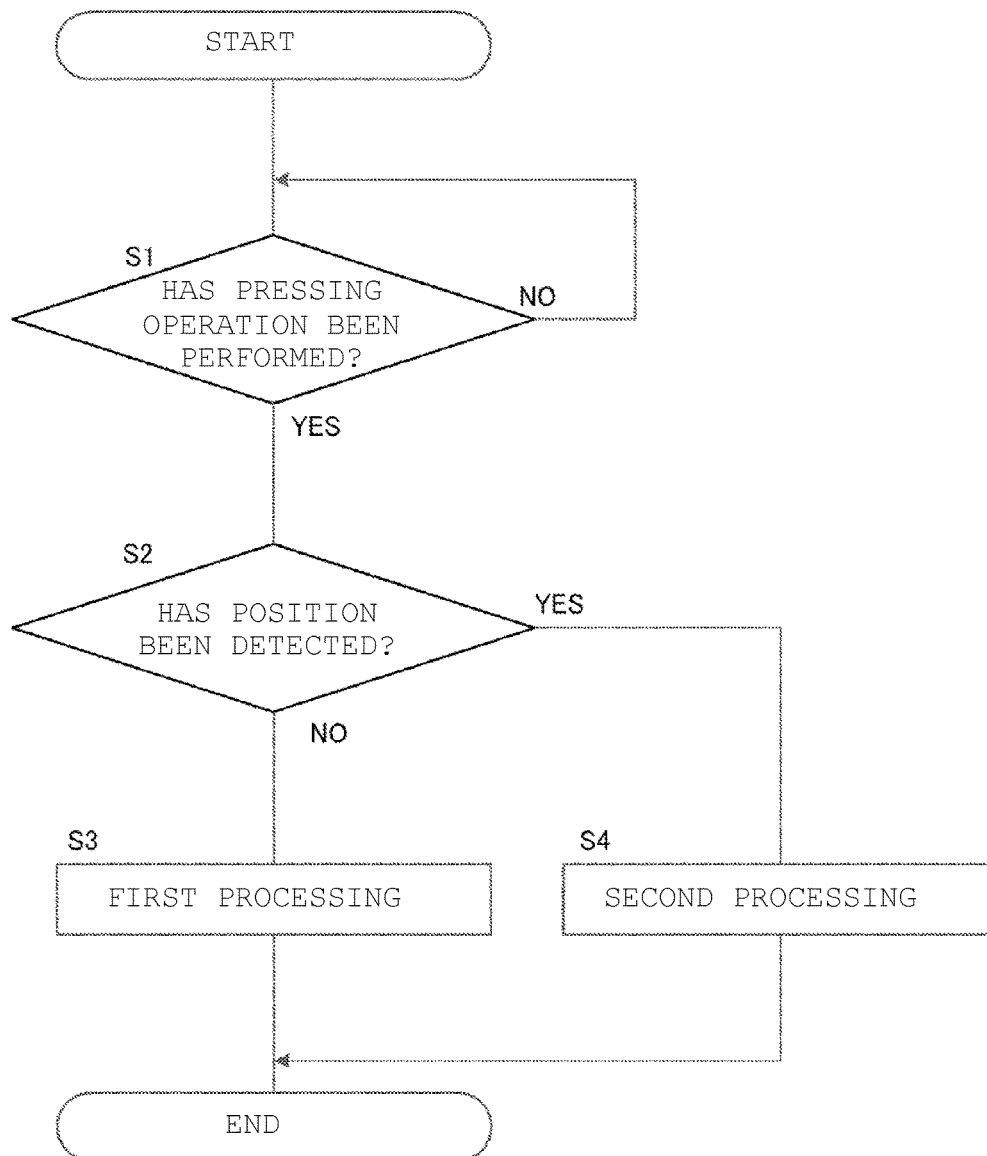 START
S1
HAS PRESSING
OPERATION BEEN
PERFORMED?
NO
YES
S2
HAS POSITION
BEEN DETECTED?
YES
NO
S3
FIRST PROCESSING
S4
SECOND PROCESSING
END